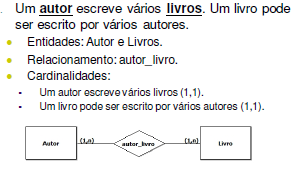 Um autor escreve vários livros. Um livro pode
ser escrito por vários autores.
Entidades: Autor e Livros.
Relacionamento: autor_livro.
Cardinalidades:
- Um autor escreve vários livros (1,1).
- Um livro pode ser escrito por vários autores (1,1).
Autor (1,n) autor_livro (1,n) Livro